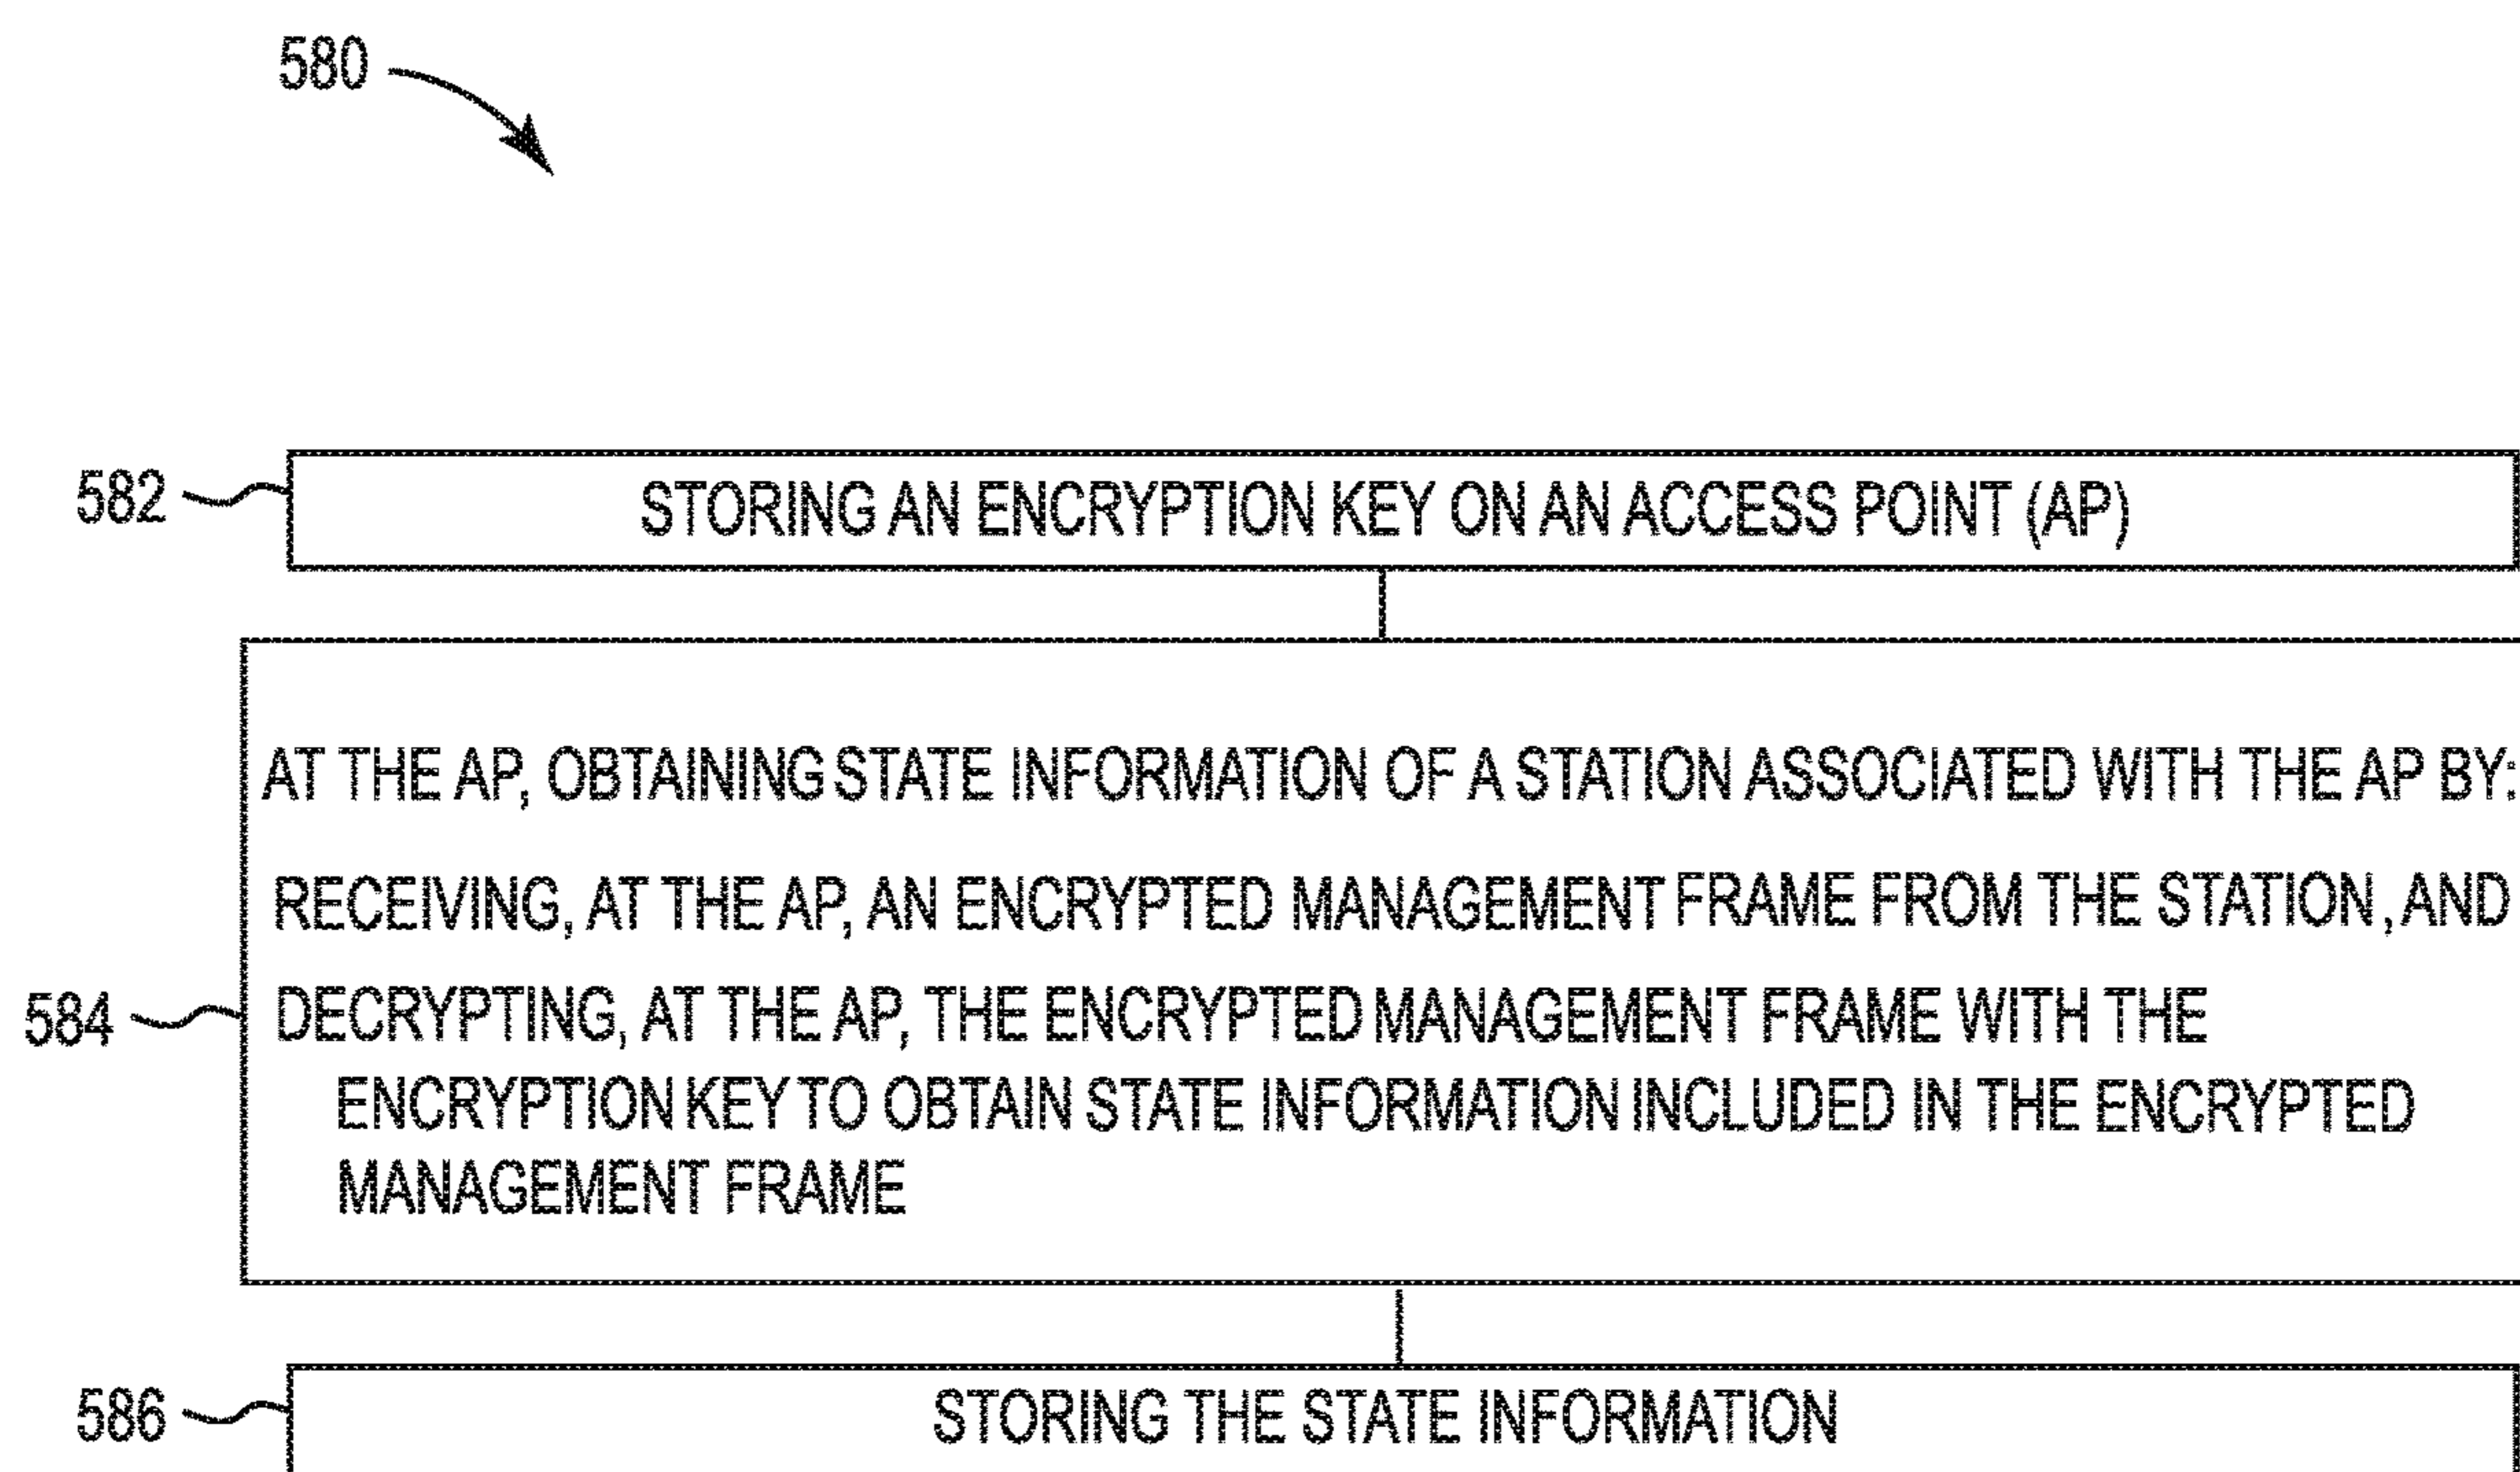 580
582
STORING AN ENCRYPTION KEY ON AN ACCESS POINT (AP)
AT THE AP, OBTAINING STATE INFORMATION OF A STATION ASSOCIATED WITH THE AP BY:
RECEIVING, AT THE AP, AN ENCRYPTED MANAGEMENT FRAME FROM THE STATION, AND
584
DECRYPTING, AT THE AP, THE ENCRYPTED MANAGEMENT FRAME WITH THE
ENCRYPTION KEY TO OBTAIN STATE INFORMATION INCLUDED IN THE ENCRYPTED
MANAGEMENT FRAME
586
STORING THE STATE INFORMATION